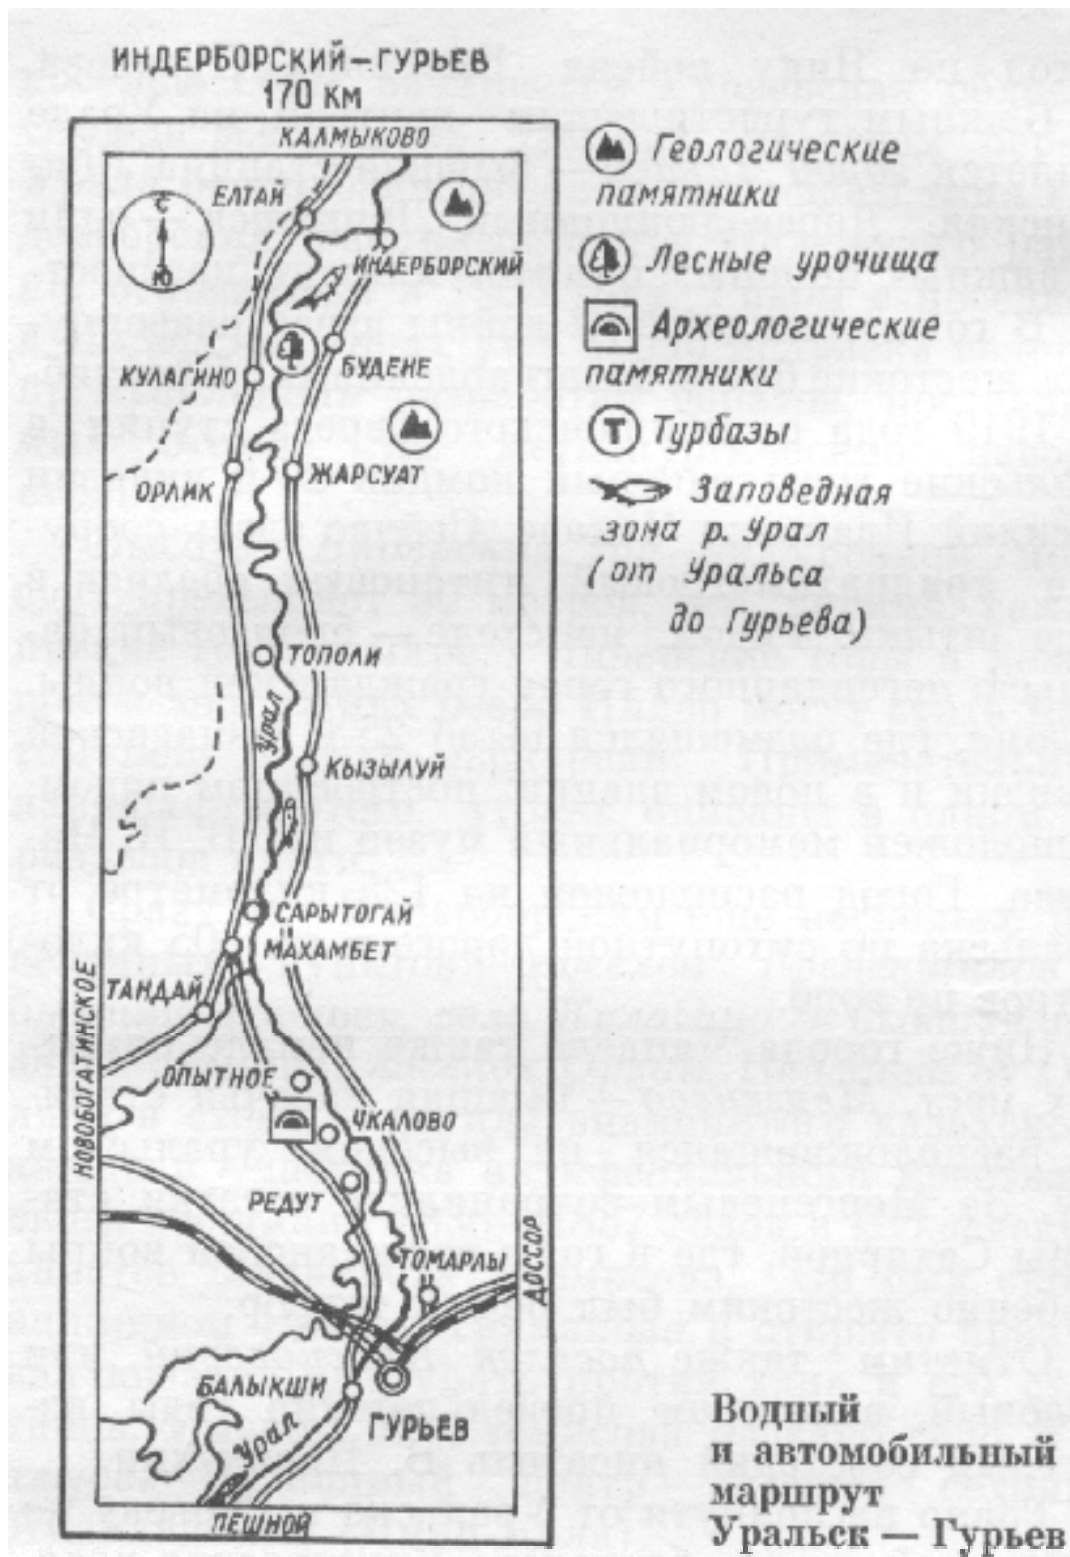 ИНДЕРБОРСКИЙ–ГУРЬЕВ
170 км
КАЛМЫКОВО
С
Ю
ЕЛТАЙ
ИНДЕРБОРСКИЙ
БУДЕНЕ
КУЛАГИНО
ЖАРСУАТ
ОРЛИК
ТОПОЛИ
Урал
КЫЗЫЛУЙ
САРЫТОГАЙ
МАХАМБЕТ
ТАНДАЙ
НОВОБОГАТИНСКОЕ
ОПЫТНОЕ
ЧКАЛОВО
РЕДУТ
ТОМАРЛЫ
ДОССОР
БАЛЫКШИ
ГУРЬЕВ
Урал
ПЕШНОЙ
Геологические
памятники
Лесные урочища
Археологические
памятники
Т Турбазы
Заповедная
зона р. Урал
(от Уральса
до Гурьева)
Водный
и автомобильный
маршрут
Уральск — Гурьев